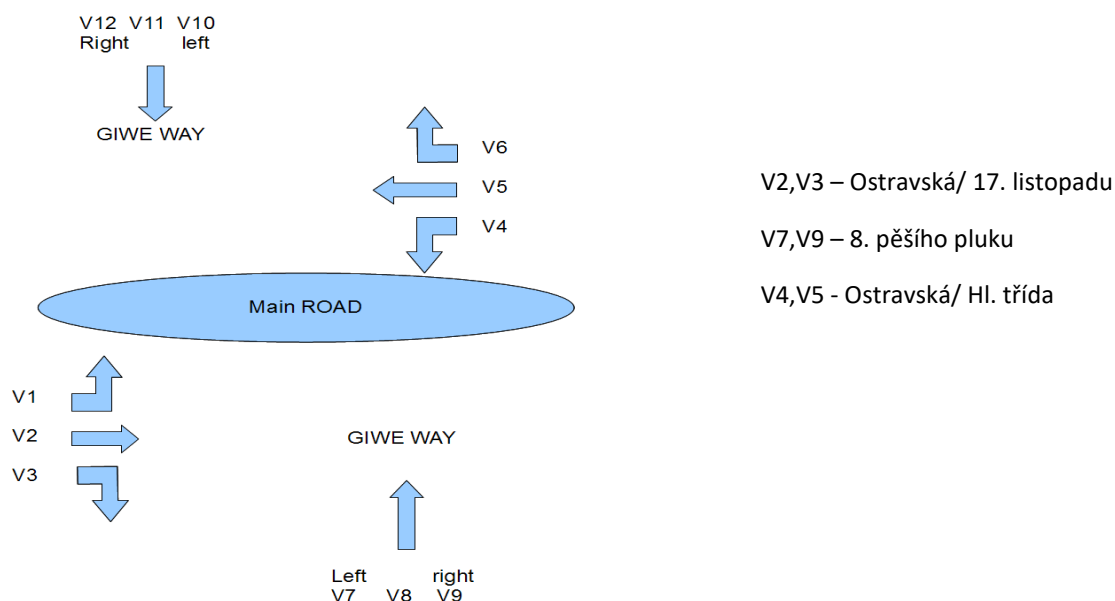 V12 V11 V10
Right left
GIWE WAY
V6
V5
V4
Main ROAD
V1
V2
V3
GIWE WAY
Left right
V7 V8 V9
V2,V3 – Ostravská/ 17. listopadu
V7,V9 – 8. pěšího pluku
V4,V5 - Ostravská/ Hl. třída